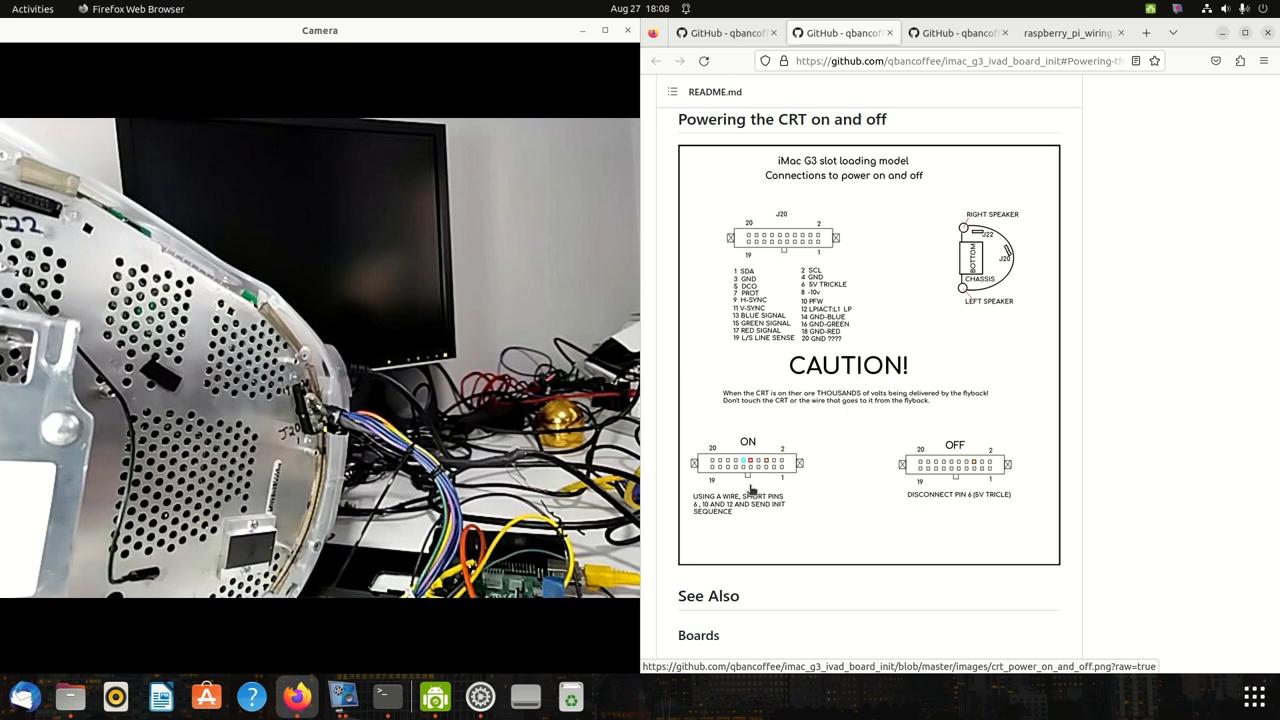 Activities
Firefox Web Browser
Aug 27 18:08
Camera
GitHub - qbancoff
GitHub - qbancoff
GitHub - qbancoff
raspberry_pi_wiring.
https://github.com/qbancoffee/imac_g3_ivad_board_init#Powering-th
README.md
Powering the CRT on and off
iMac G3 slot loading model
Connections to power on and off
J20
20 2
19 1
1 SDA 2 SCL
3 GND 4 GND
5 DCO 6 5V TRICKLE
7 PROT 8 -10v
9 H-SYNC 10 PFW
11 V-SYNC 12 LPIACT:L1 LP
13 BLUE SIGNAL 14 GND-BLUE
15 GREEN SIGNAL 16 GND-GREEN
17 RED SIGNAL 18 GND-RED
19 L/S LINE SENSE 20 GND ????
RIGHT SPEAKER
J22
J20
BOTTOM
CHASSIS
LEFT SPEAKER
CAUTION!
When the CRT is on ther are THOUSANDS of volts being delivered by the flyback!
Don't touch the CRT or the wire that goes to it from the flyback.
ON
20 2
19 1
USING A WIRE, SHORT PINS
6 , 10 AND 12 AND SEND INIT
SEQUENCE
OFF
20 2
19 1
DISCONNECT PIN 6 (5V TRICLE)
See Also
Boards
https://github.com/qbancoffee/imac_g3_ivad_board_init/blob/master/images/crt_power_on_and_off.png?raw=true
J22
J20